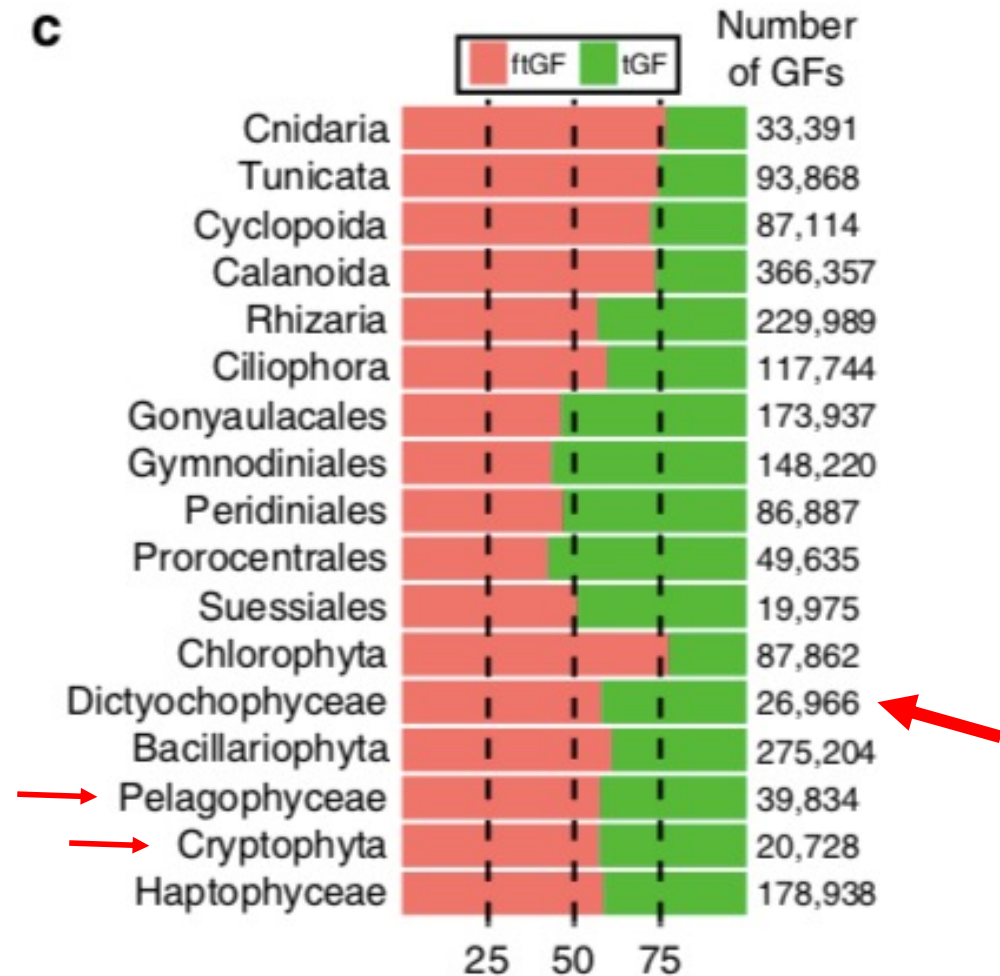 c
Number
of GFs
ftGF tGF
Cnidaria 33,391
Tunicata 93,868
Cyclopoida 87,114
Calanoida 366,357
Rhizaria 229,989
Ciliophora 117,744
Gonyaulacales 173,937
Gymnodiniales 148,220
Peridiniales 86,887
Prorocentrales 49,635
Suessiales 19,975
Chlorophyta 87,862
Dictyochophyceae 26,966
Bacillariophyta 275,204
Pelagophyceae 39,834
Cryptophyta 20,728
Haptophyceae 178,938
25 50 75